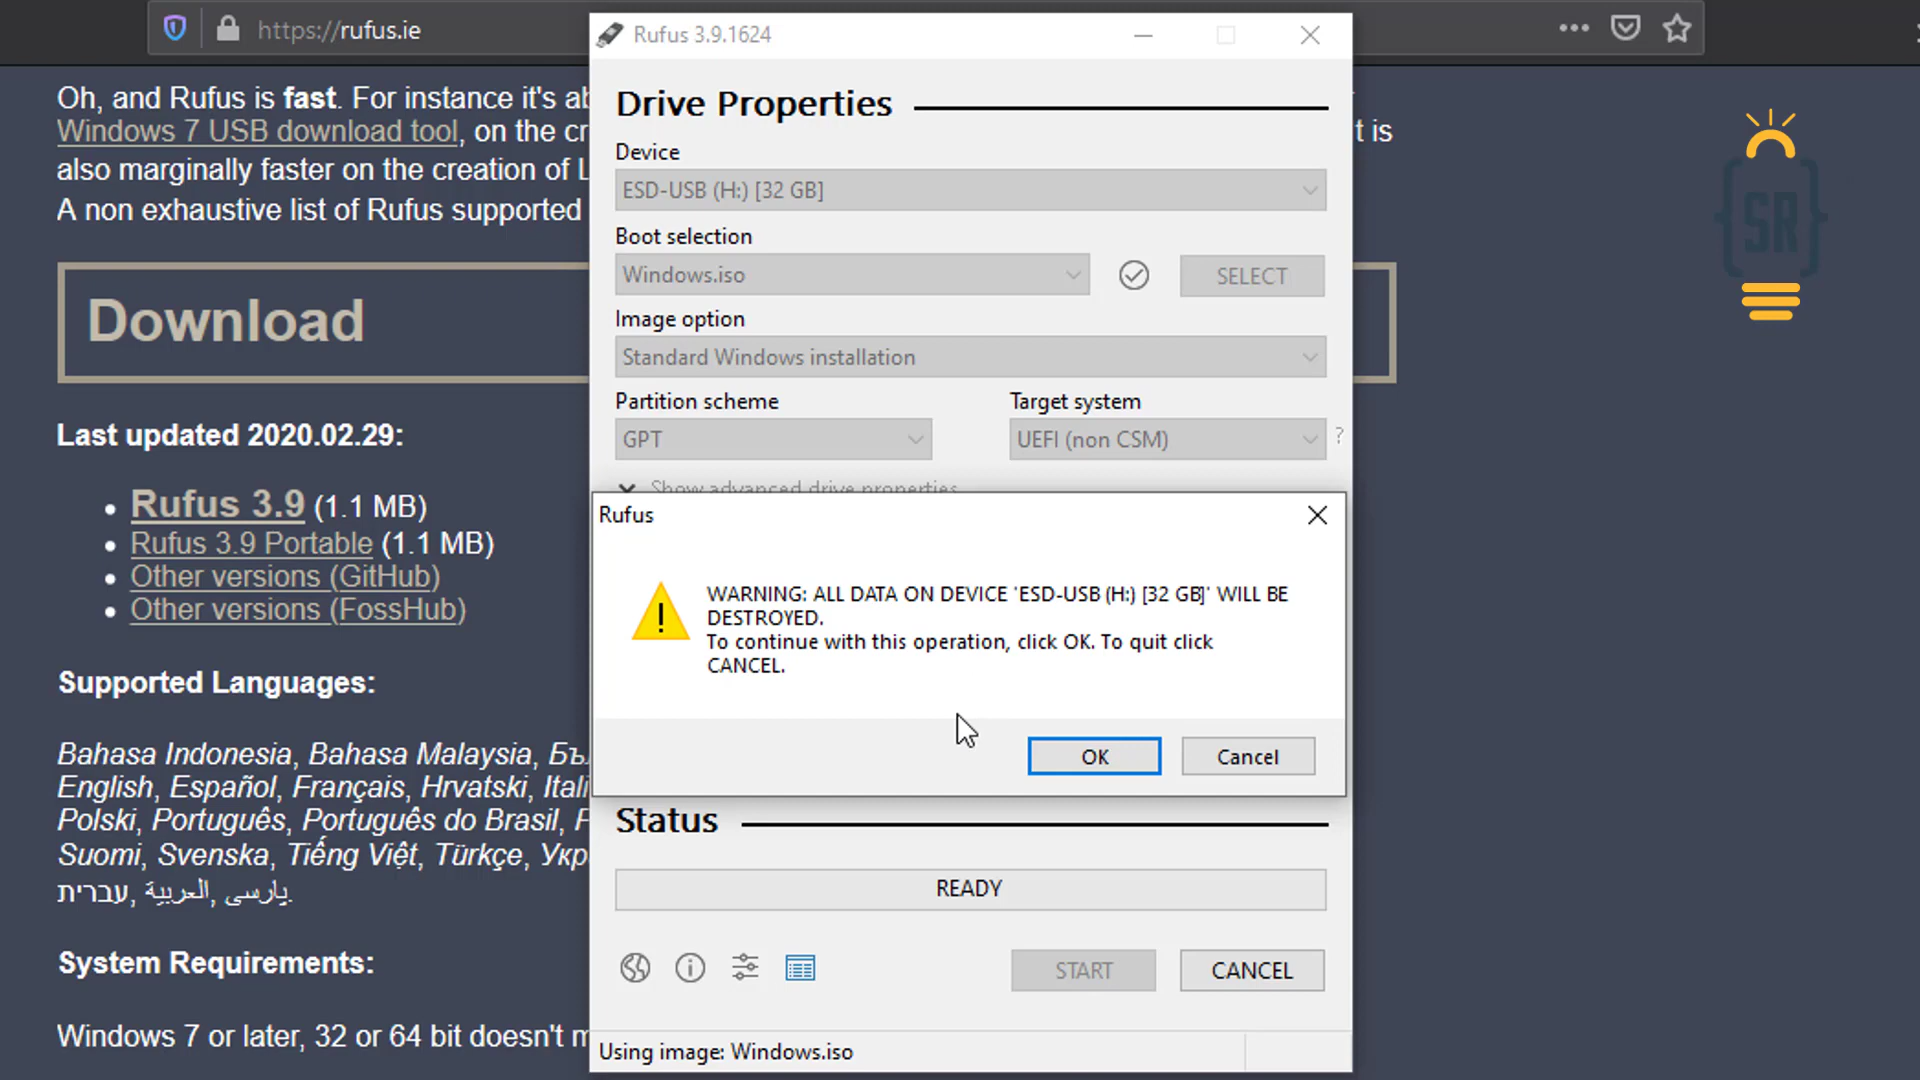 https://rufus.ie
Rufus 3.9.1624
Oh, and Rufus is fast. For instance it's ab
Windows 7 USB download tool, on the cr
t is
also marginally faster on the creation of L
A non exhaustive list of Rufus supported
Download
Last updated 2020.02.29:
Rufus 3.9 (1.1 MB)
Rufus 3.9 Portable (1.1 MB)
Other versions (GitHub)
Other versions (FossHub)
Supported Languages:
Bahasa Indonesia, Bahasa Malaysia, Бъ
English, Español, Français, Hrvatski, Itali
Polski, Português, Português do Brasil,
Suomi, Svenska, Tiếng Việt, Türkçe, Укр
עברית, العربية, پارسی.
System Requirements:
Windows 7 or later, 32 or 64 bit doesn't m
Drive Properties
Device
ESD-USB (H:) [32 GB]
Boot selection
Windows.iso
SELECT
Image option
Standard Windows installation
Partition scheme
Target system
GPT
UEFI (non CSM)
?
Show advanced drive properties
Rufus
WARNING: ALL DATA ON DEVICE 'ESD-USB (H:) [32 GB]' WILL BE
DESTROYED.
To continue with this operation, click OK. To quit click
CANCEL.
OK
Cancel
Status
READY
START
CANCEL
Using image: Windows.iso
SR